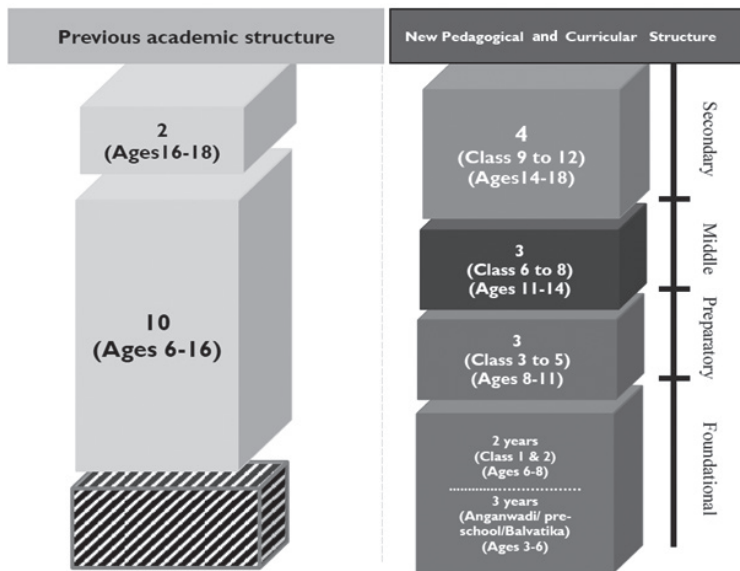 Previous academic structure
2
(Ages16-18)
10
(Ages 6-16)
New Pedagogical and Curricular Structure
4
(Class 9 to 12)
(Ages14-18)
3
(Class 6 to 8)
(Ages 11-14)
3
(Class 3 to 5)
(Ages 8-11)
2 years
(Class 1 & 2)
(Ages 6-8)
3 years
(Anganwadi/ pre-
school/Balvatika)
(Ages 3-6)
Secondary
Middle
Preparatory
Foundational